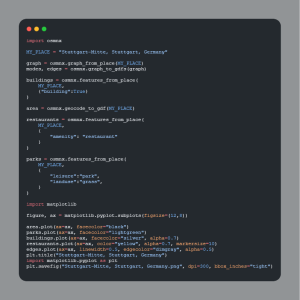 import osmnx
MY_PLACE = "Stuttgart-Mitte, Stuttgart, Germany"
graph = osmnx.graph_from_place(MY_PLACE)
nodes, edges = osmnx.graph_to_gdfs(graph)
buildings = osmnx.features_from_place(
MY_PLACE,
{"building":True}
)
area = osmnx.geocode_to_gdf(MY_PLACE)
restaurants = osmnx.features_from_place(
MY_PLACE,
{
"amenity": "restaurant"
}
)
parks = osmnx.features_from_place(
MY_PLACE,
{
"leisure":"park",
"landuse":"grass",
}
)
import matplotlib
figure, ax = matplotlib.pyplot.subplots(figsize=(12,8))
area.plot(ax=ax, facecolor="black")
parks.plot(ax=ax, facecolor="lightgreen")
buildings.plot(ax=ax, facecolor="silver", alpha=0.7)
restaurants.plot(ax=ax, color="yellow", alpha=0.7, markersize=10)
edges.plot(ax=ax, linewidth=0.5, edgecolor="dimgray", alpha=0.5)
plt.title("Stuttgart-Mitte, Stuttgart, Germany")
import matplotlib.pyplot as plt
plt.savefig("Stuttgart-Mitte, Stuttgart, Germany.png", dpi=300, bbox_inches="tight")